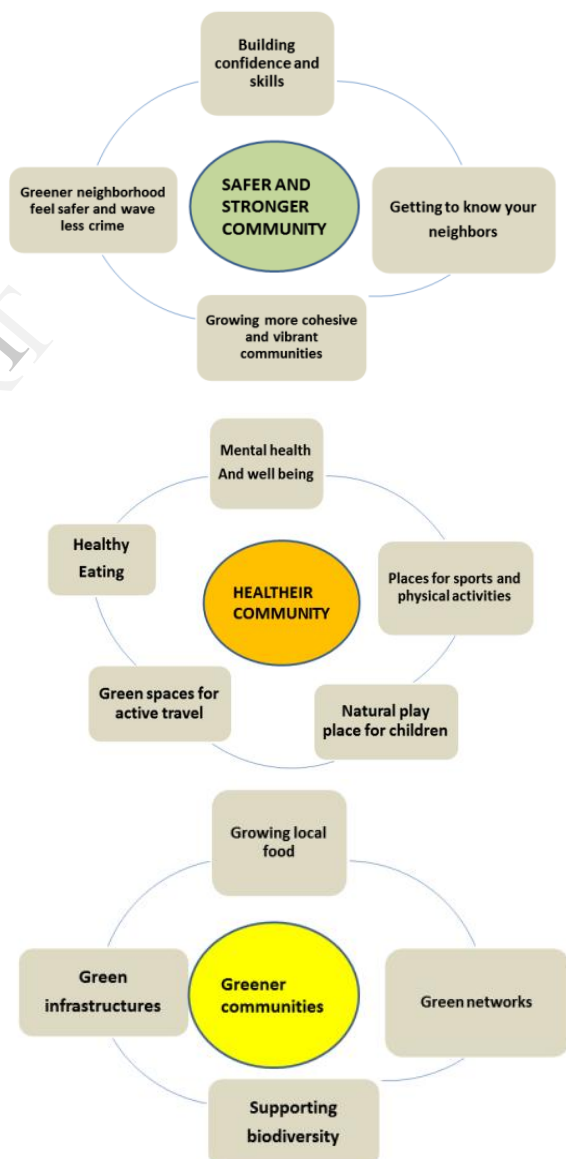 Building
confidence and
skills
Greener neighborhood
feel safer and wave
less crime
SAFER AND
STRONGER
COMMUNITY
Getting to know your
neighbors
Growing more cohesive
and vibrant
communities
Mental health
And well being
Healthy
Eating
HEALTHEIR
COMMUNITY
Places for sports and
physical activities
Green spaces for
active travel
Natural play
place for children
Growing local
food
Green
infrastructures
Greener
communities
Green networks
Supporting
biodiversity